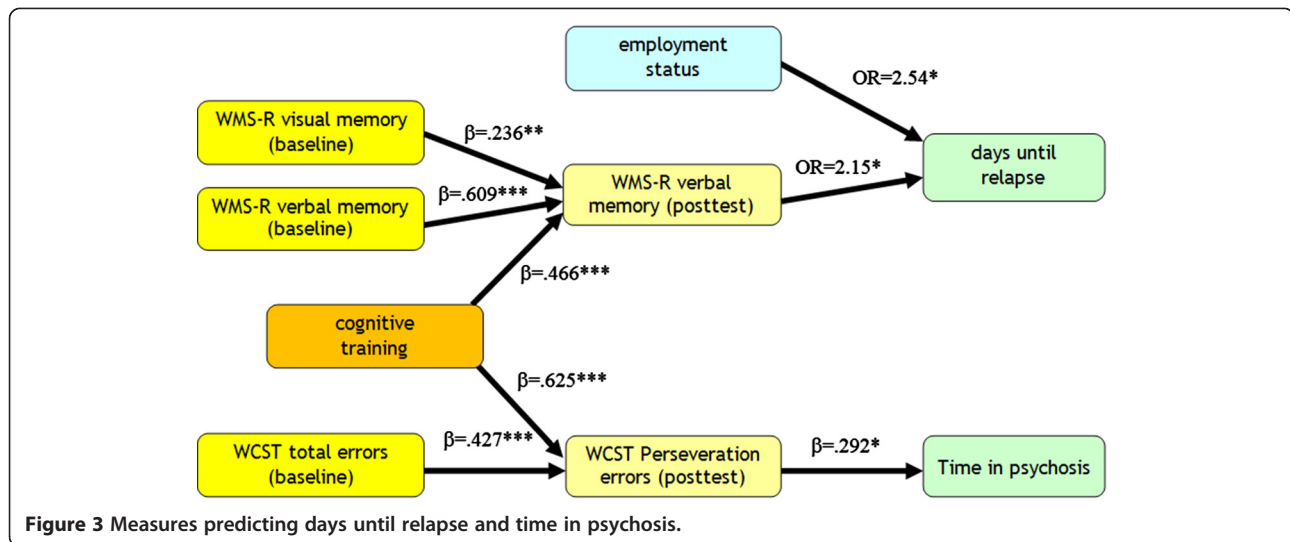 employment
status
OR=2.54*
WMS-R visual memory
(baseline)
β=.236**
days until
relapse
WMS-R verbal
memory (posttest)
OR=2.15*
WMS-R verbal memory
(baseline)
β=.609***
β=.466***
cognitive
training
β=.625***
WCST total errors
(baseline)
β=.427***
WCST Perseveration
errors (posttest)
β=.292*
Time in psychosis
Figure 3 Measures predicting days until relapse and time in psychosis.